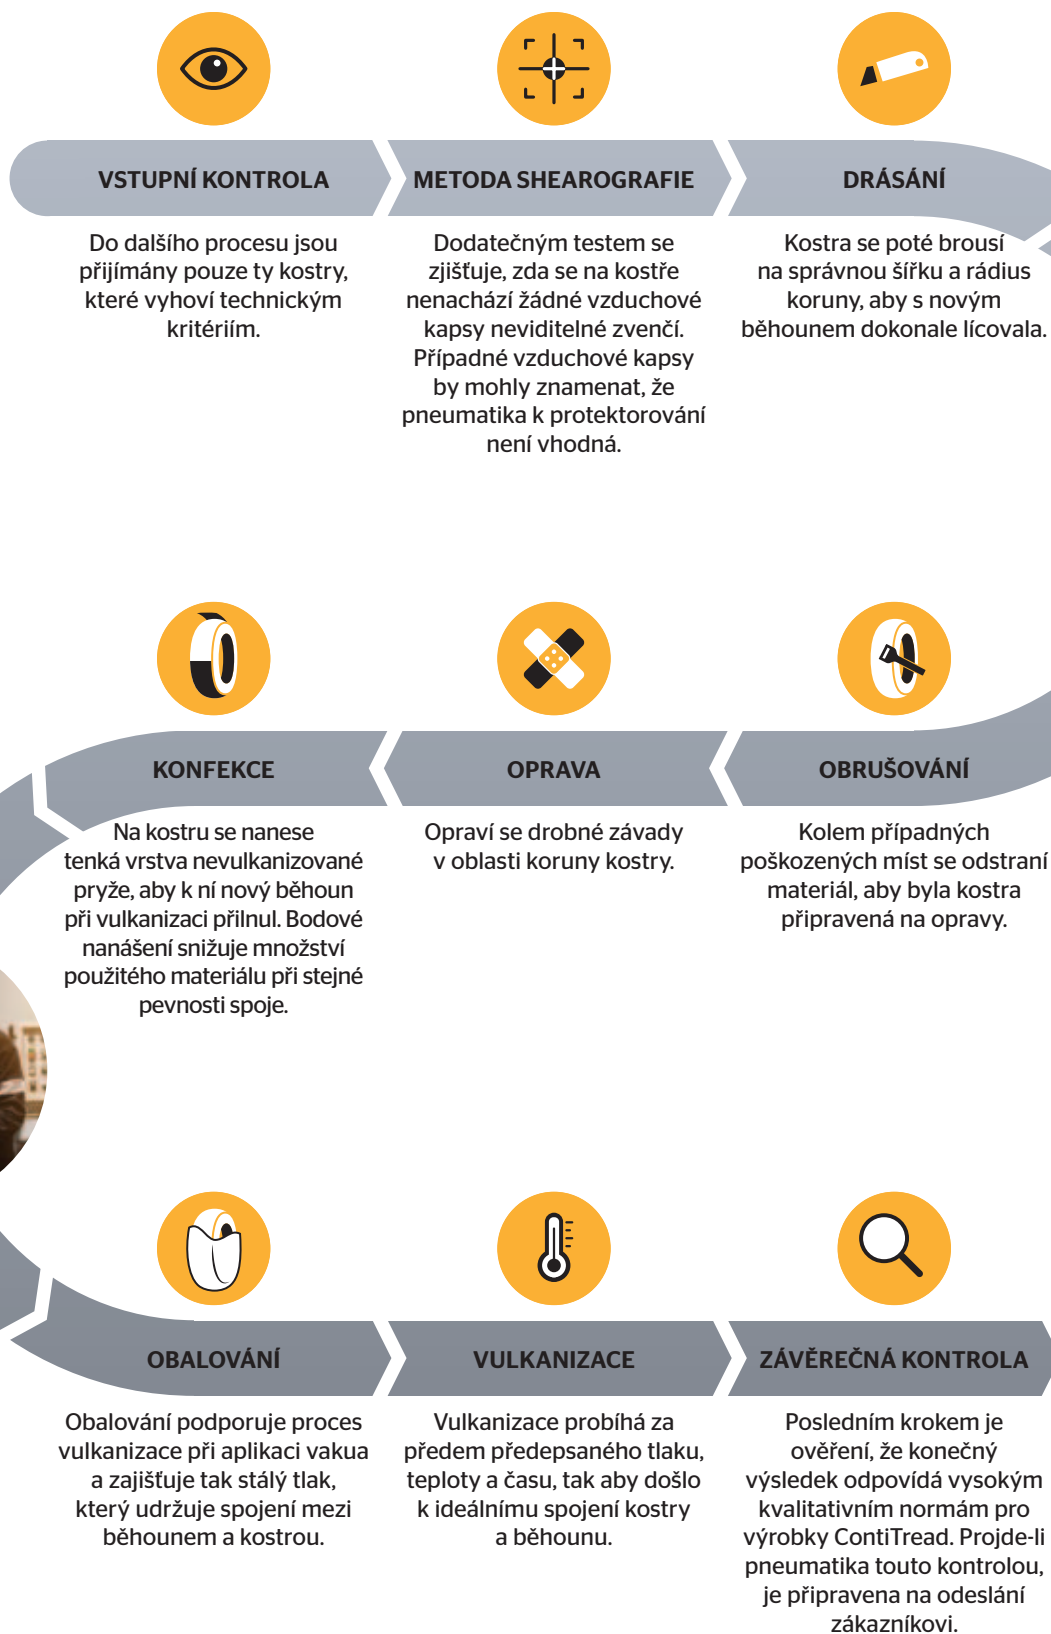 VSTUPNÍ KONTROLA
Do dalšího procesu jsou
přijímány pouze ty kostry,
které vyhoví technickým
kritériím.
METODA SHEAROGRAFIE
Dodatečným testem se
zjišťuje, zda se na kostře
nenachází žádné vzduchové
kapsy neviditelné zvenčí.
Případné vzduchové kapsy
by mohly znamenat, že
pneumatika k protektorování
není vhodná.
DRÁSÁNÍ
Kostra se poté brousí
na správnou šířku a rádius
koruny, aby s novým
běhounem dokonale lícovala.
KONFEKCE
Na kostru se nanese
tenká vrstva nevulkanizované
pryže, aby k ní nový běhoun
při vulkanizaci přilnul. Bodové
nanášení snižuje množství
použitého materiálu při stejné
pevnosti spoje.
OPRAVA
Opraví se drobné závady
v oblasti koruny kostry.
OBRUŠOVÁNÍ
Kolem případných
poškozených míst se odstraní
materiál, aby byla kostra
připravená na opravy.
OBALOVÁNÍ
Obalování podporuje proces
vulkanizace při aplikaci vakua
a zajišťuje tak stálý tlak,
který udržuje spojení mezi
běhounem a kostrou.
VULKANIZACE
Vulkanizace probíhá za
předem předepsaného tlaku,
teploty a času, tak aby došlo
k ideálnímu spojení kostry
a běhounu.
ZÁVĚREČNÁ KONTROLA
Posledním krokem je
ověření, že konečný
výsledek odpovídá vysokým
kvalitativním normám pro
výrobky ContiTread. Projde-li
pneumatika touto kontrolou,
je připravena na odeslání
zákazníkovi.